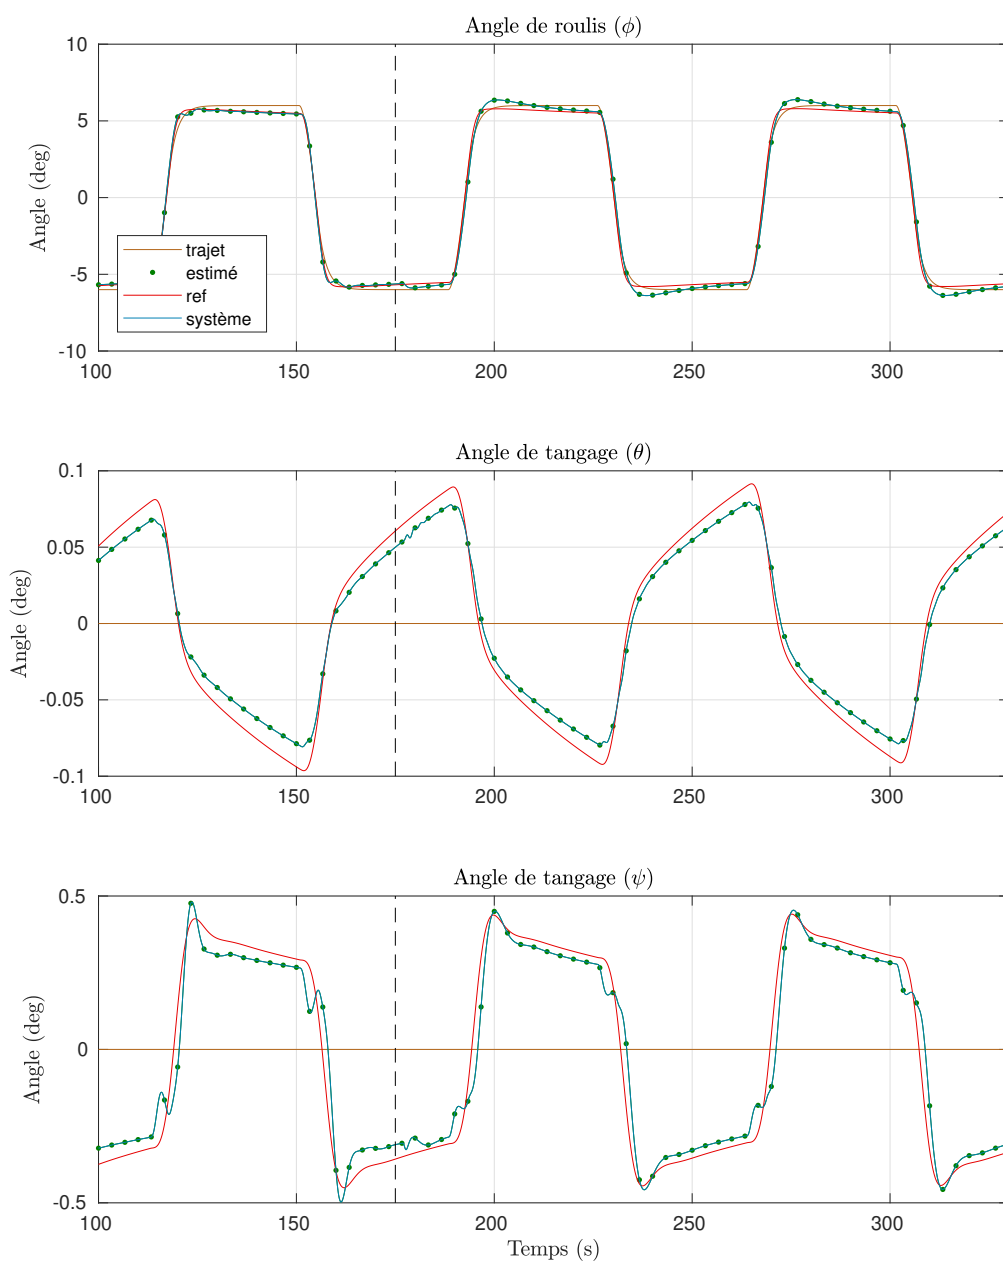 Angle de roulis (ϕ)
10
5
0
-5
-10
Angle (deg)
trajet
estimé
ref
système
100
150
200
250
300
Angle de tangage (θ)
0.1
0.05
0
-0.05
-0.1
Angle (deg)
100
150
200
250
300
Angle de tangage (ψ)
0.5
0
-0.5
Angle (deg)
100
150
200
250
300
Temps (s)